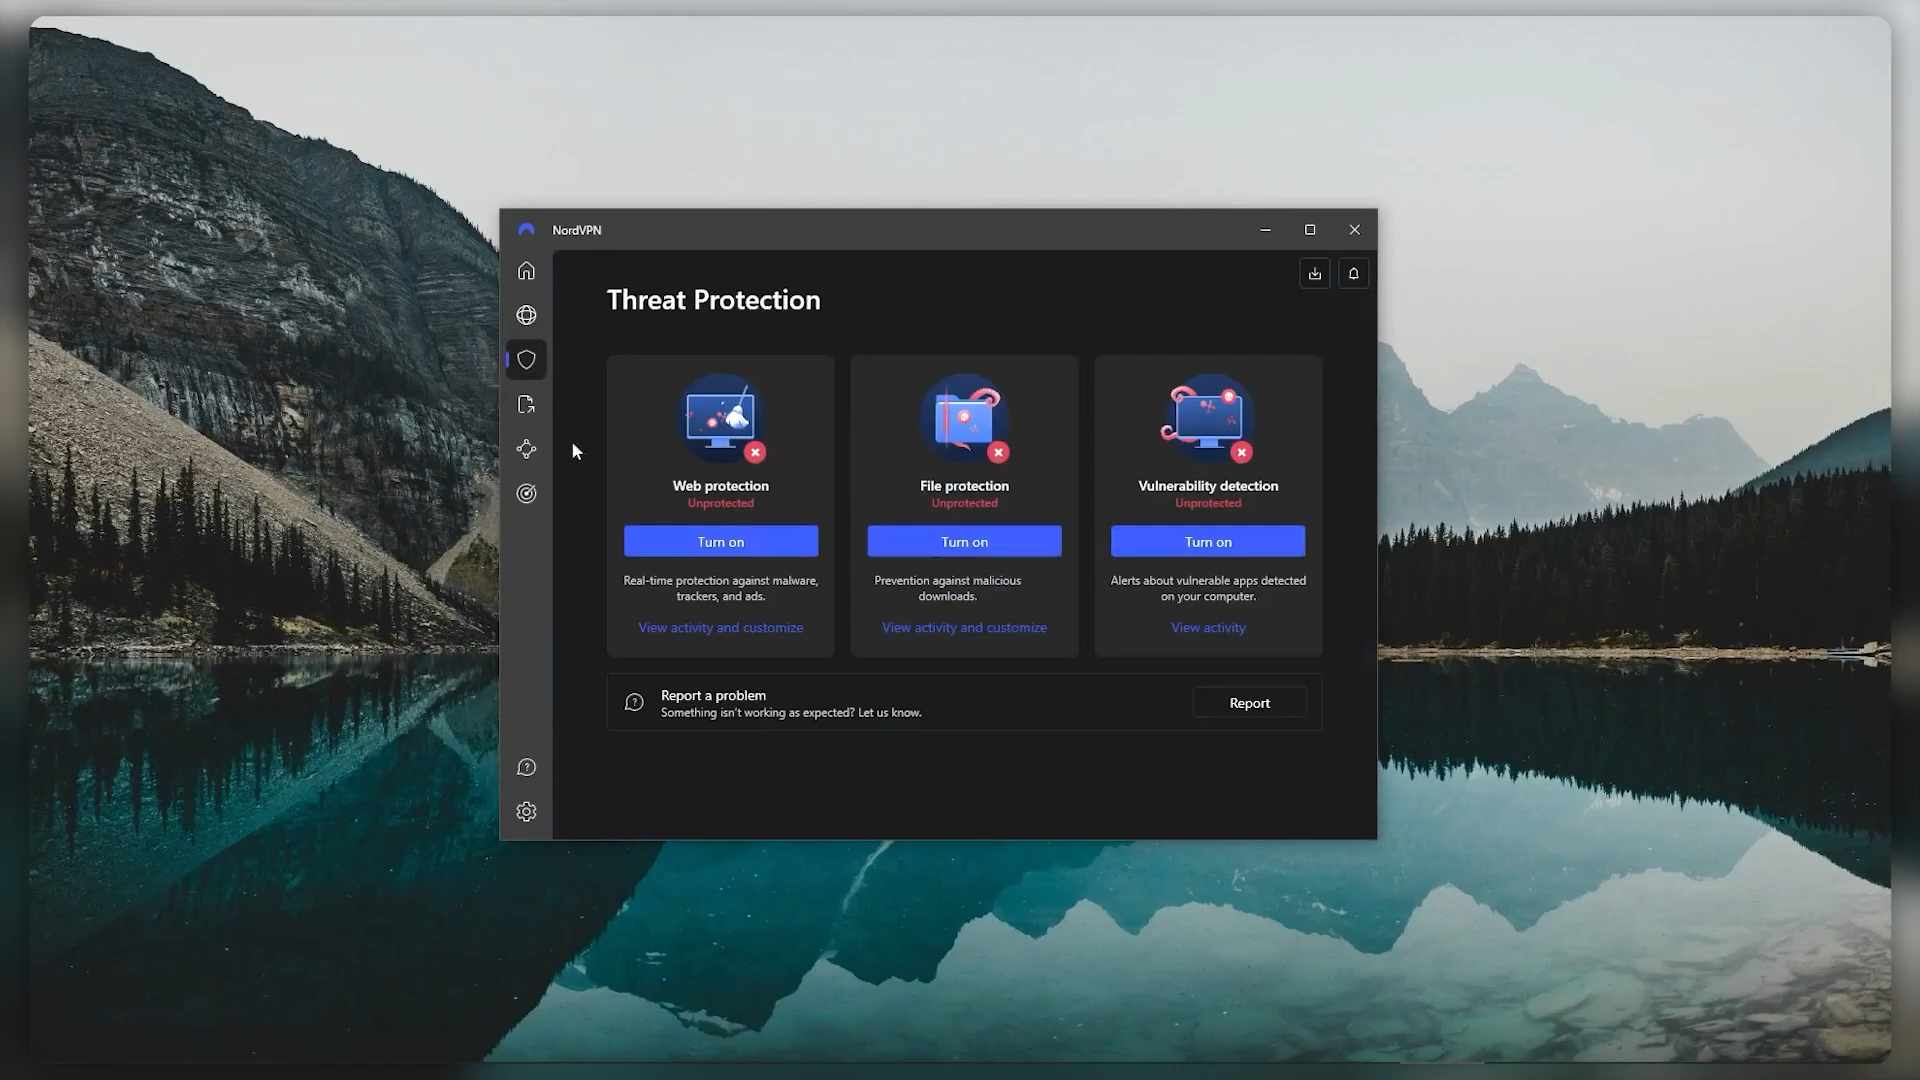 NordVPN
Threat Protection
Web protection
Unprotected
Turn on
Real-time protection against malware,
trackers, and ads.
View activity and customize
File protection
Unprotected
Turn on
Prevention against malicious
downloads.
View activity and customize
Vulnerability detection
Unprotected
Turn on
Alerts about vulnerable apps detected
on your computer.
View activity
Report a problem
Something isn't working as expected? Let us know.
Report